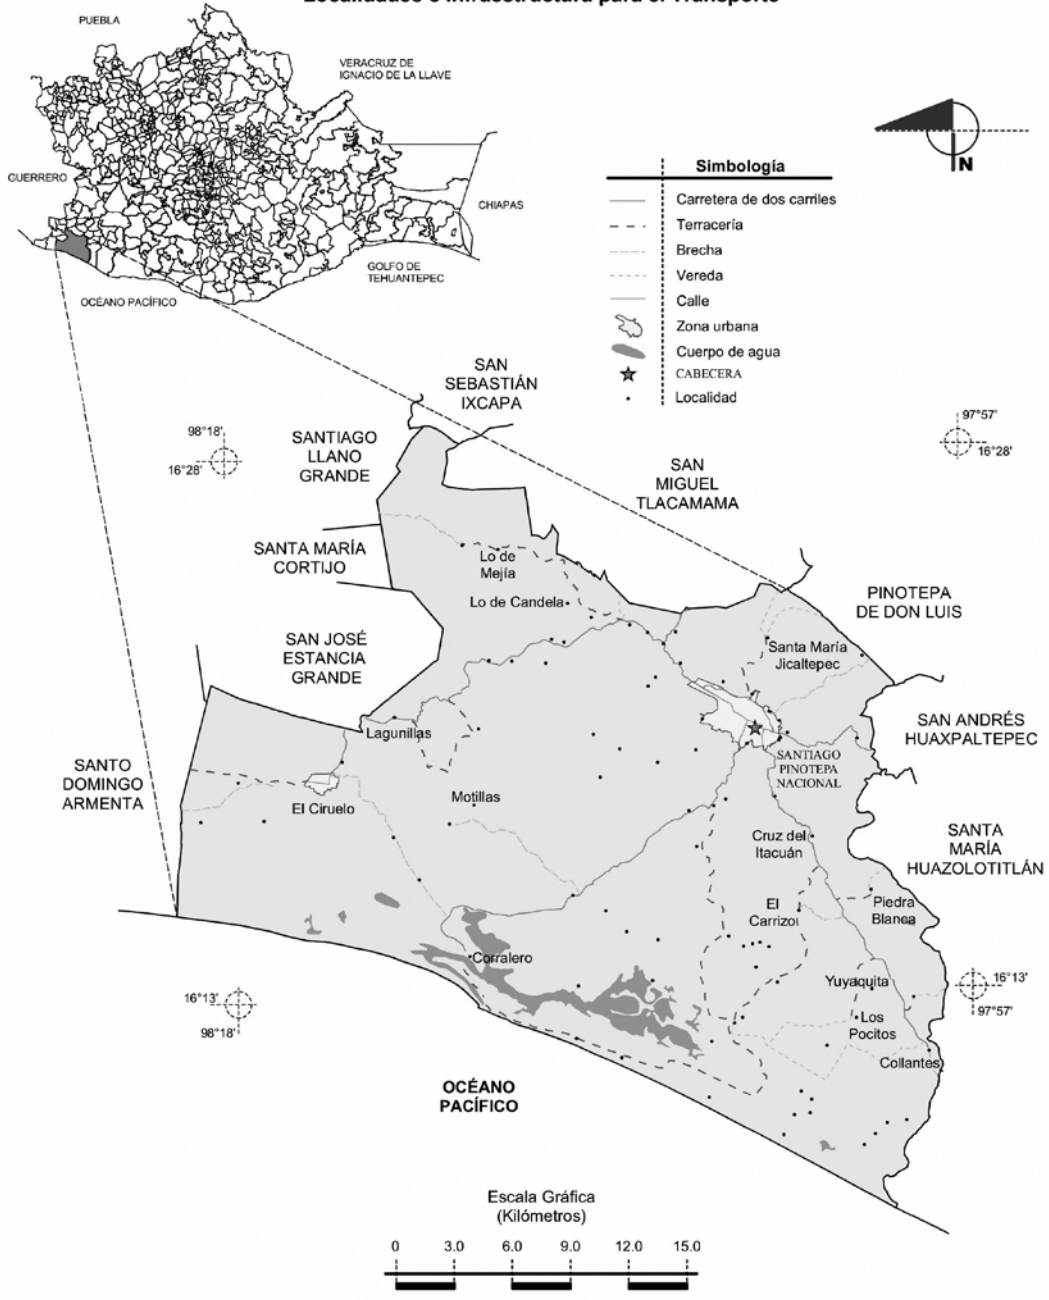 Localidades e Infraestructura para el Transporte
PUEBLA
VERACRUZ DE
IGNACIO DE LA LLAVE
GUERRERO
CHIAPAS
GOLFO DE
TEHUANTEPEC
OCÉANO PACÍFICO
N
Simbología
Carretera de dos carriles
Terracería
Brecha
Vereda
Calle
Zona urbana
Cuerpo de agua
CABECERA
Localidad
SAN
SEBASTIÁN
IXCAPA
98°18'
16°28'
SANTIAGO
LLANO
GRANDE
97°57'
16°28'
SAN
MIGUEL
TLACAMAMA
SANTA MARÍA
CORTIJO
Lo de
Mejía
Lo de Candela
PINOTEPA
DE DON LUIS
SAN JOSÉ
ESTANCIA
GRANDE
Santa María
Jicaltepec
Lagunillas
SAN ANDRÉS
HUAXPALTEPEC
SANTO
DOMINGO
ARMENTA
SANTIAGO
PINOTEPA
NACIONAL
El Ciruelo
Motillas
Cruz del
Itacuán
SANTA
MARÍA
HUAZOLOTITLÁN
El
Carrizo
Piedra
Blanca
Corralero
Yuyaquita
16°13'
98°18'
16°13'
97°57'
Los
Pocitos
Collantes
OCÉANO
PACÍFICO
Escala Gráfica
(Kilómetros)
0 3.0 6.0 9.0 12.0 15.0